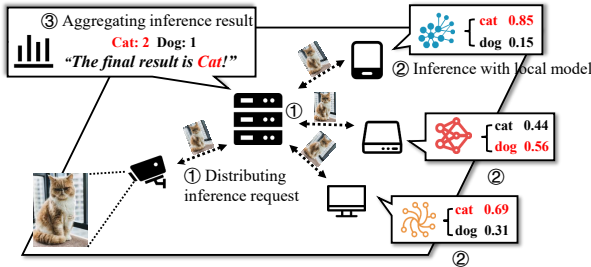 ③ Aggregating inference result
Cat: 2 Dog: 1
“The final result is Cat!”
cat 0.85
dog 0.15
② Inference with local model
①
cat 0.44
dog 0.56
②
① Distributing
inference request
cat 0.69
dog 0.31
②